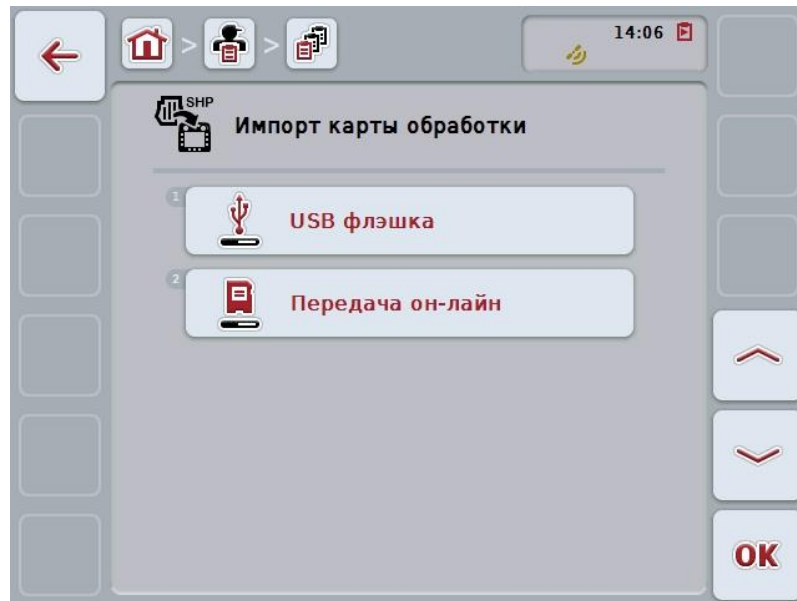 14:06
SHP
Импорт карты обработки
1
USB флэшка
2
Передача он-лайн
OK